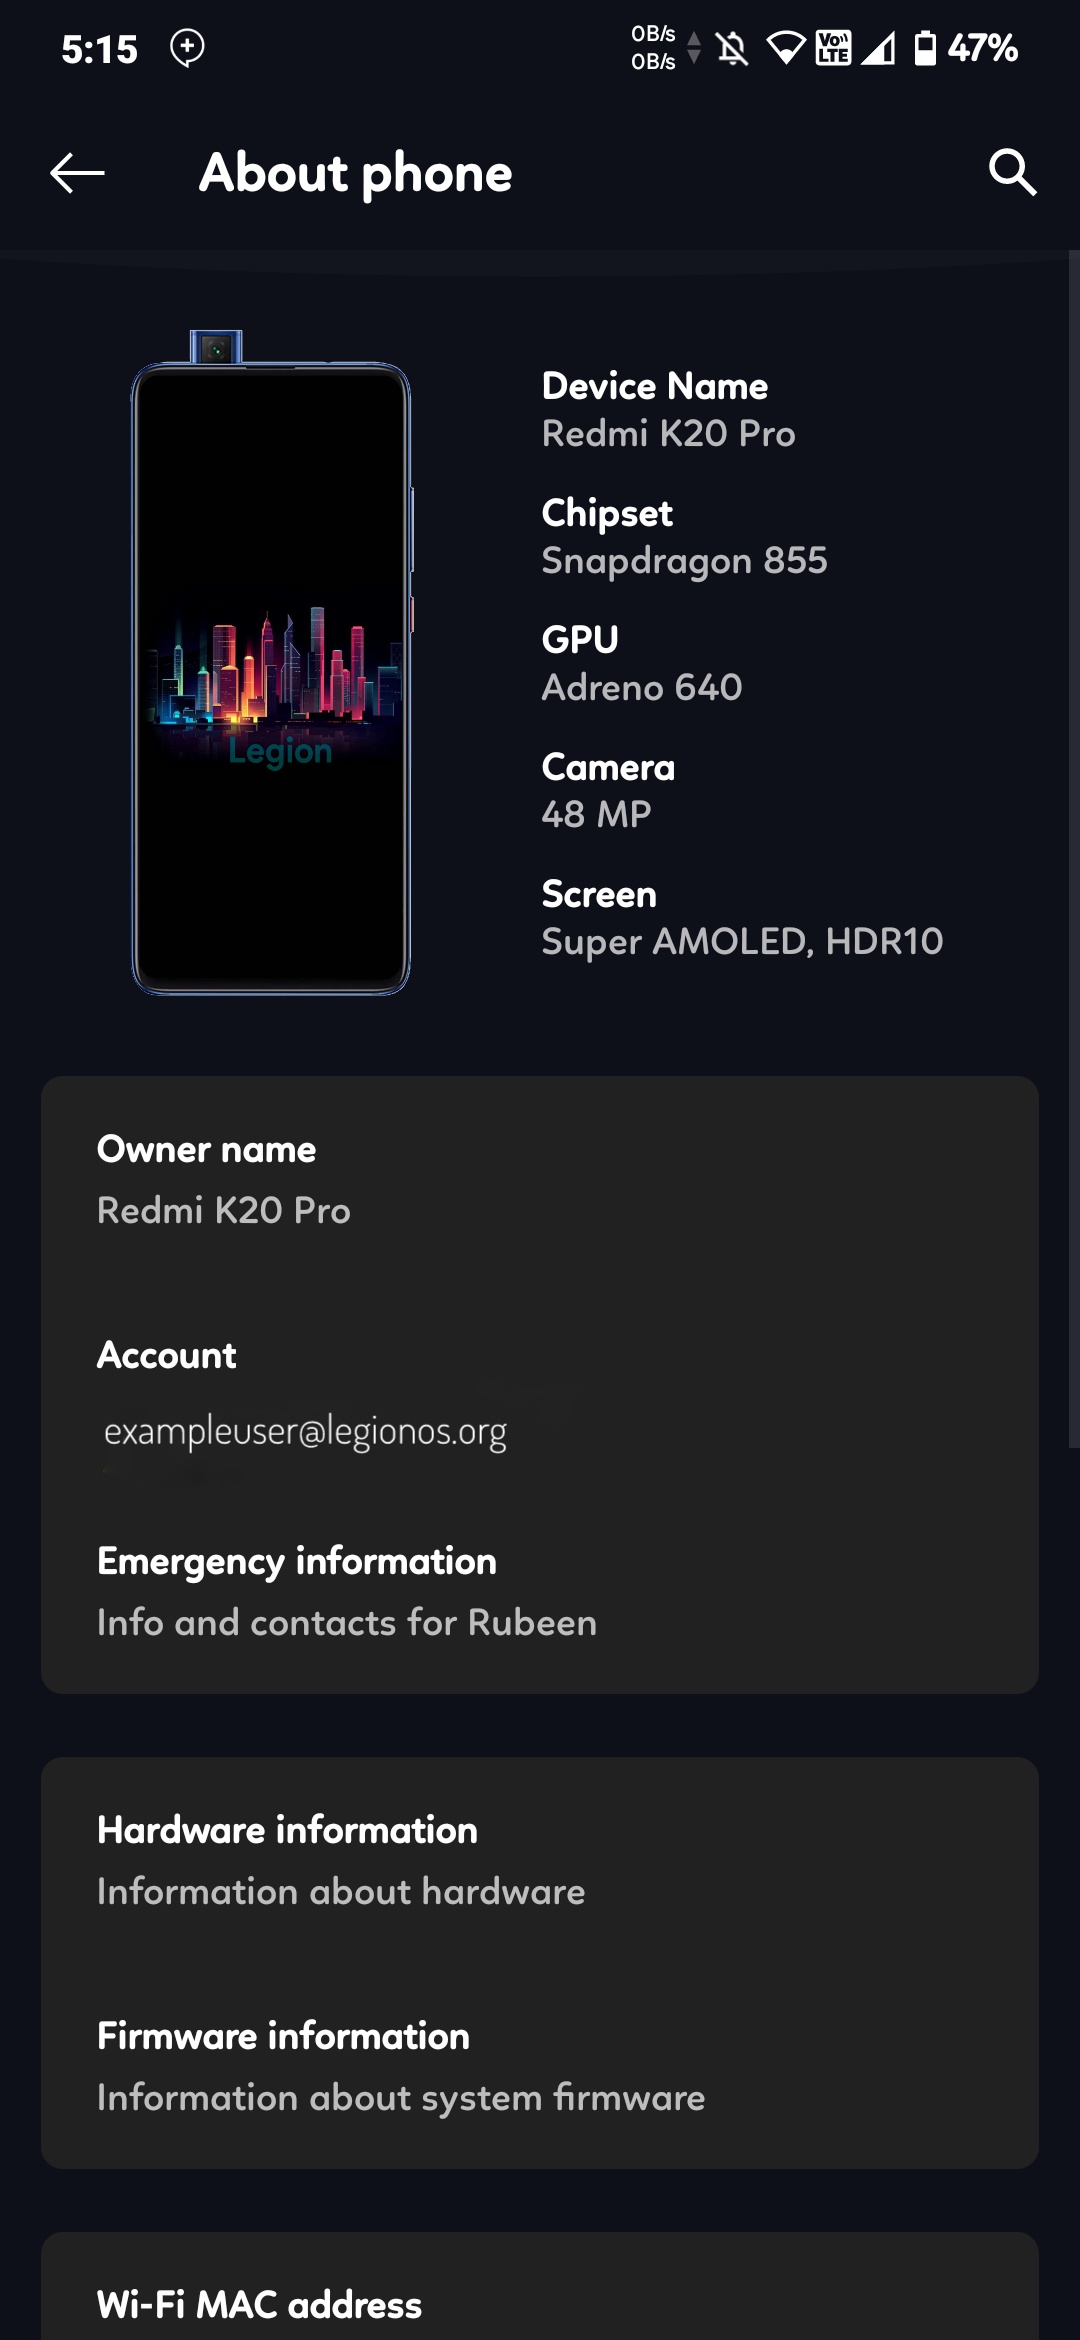 5:15
0B/s
0B/s
Vo))
LTE
47%
About phone
Legion
Device Name
Redmi K20 Pro
Chipset
Snapdragon 855
GPU
Adreno 640
Camera
48 MP
Screen
Super AMOLED, HDR10
Owner name
Redmi K20 Pro
Account
exampleuser@legionos.org
Emergency information
Info and contacts for Rubeen
Hardware information
Information about hardware
Firmware information
Information about system firmware
Wi-Fi MAC address